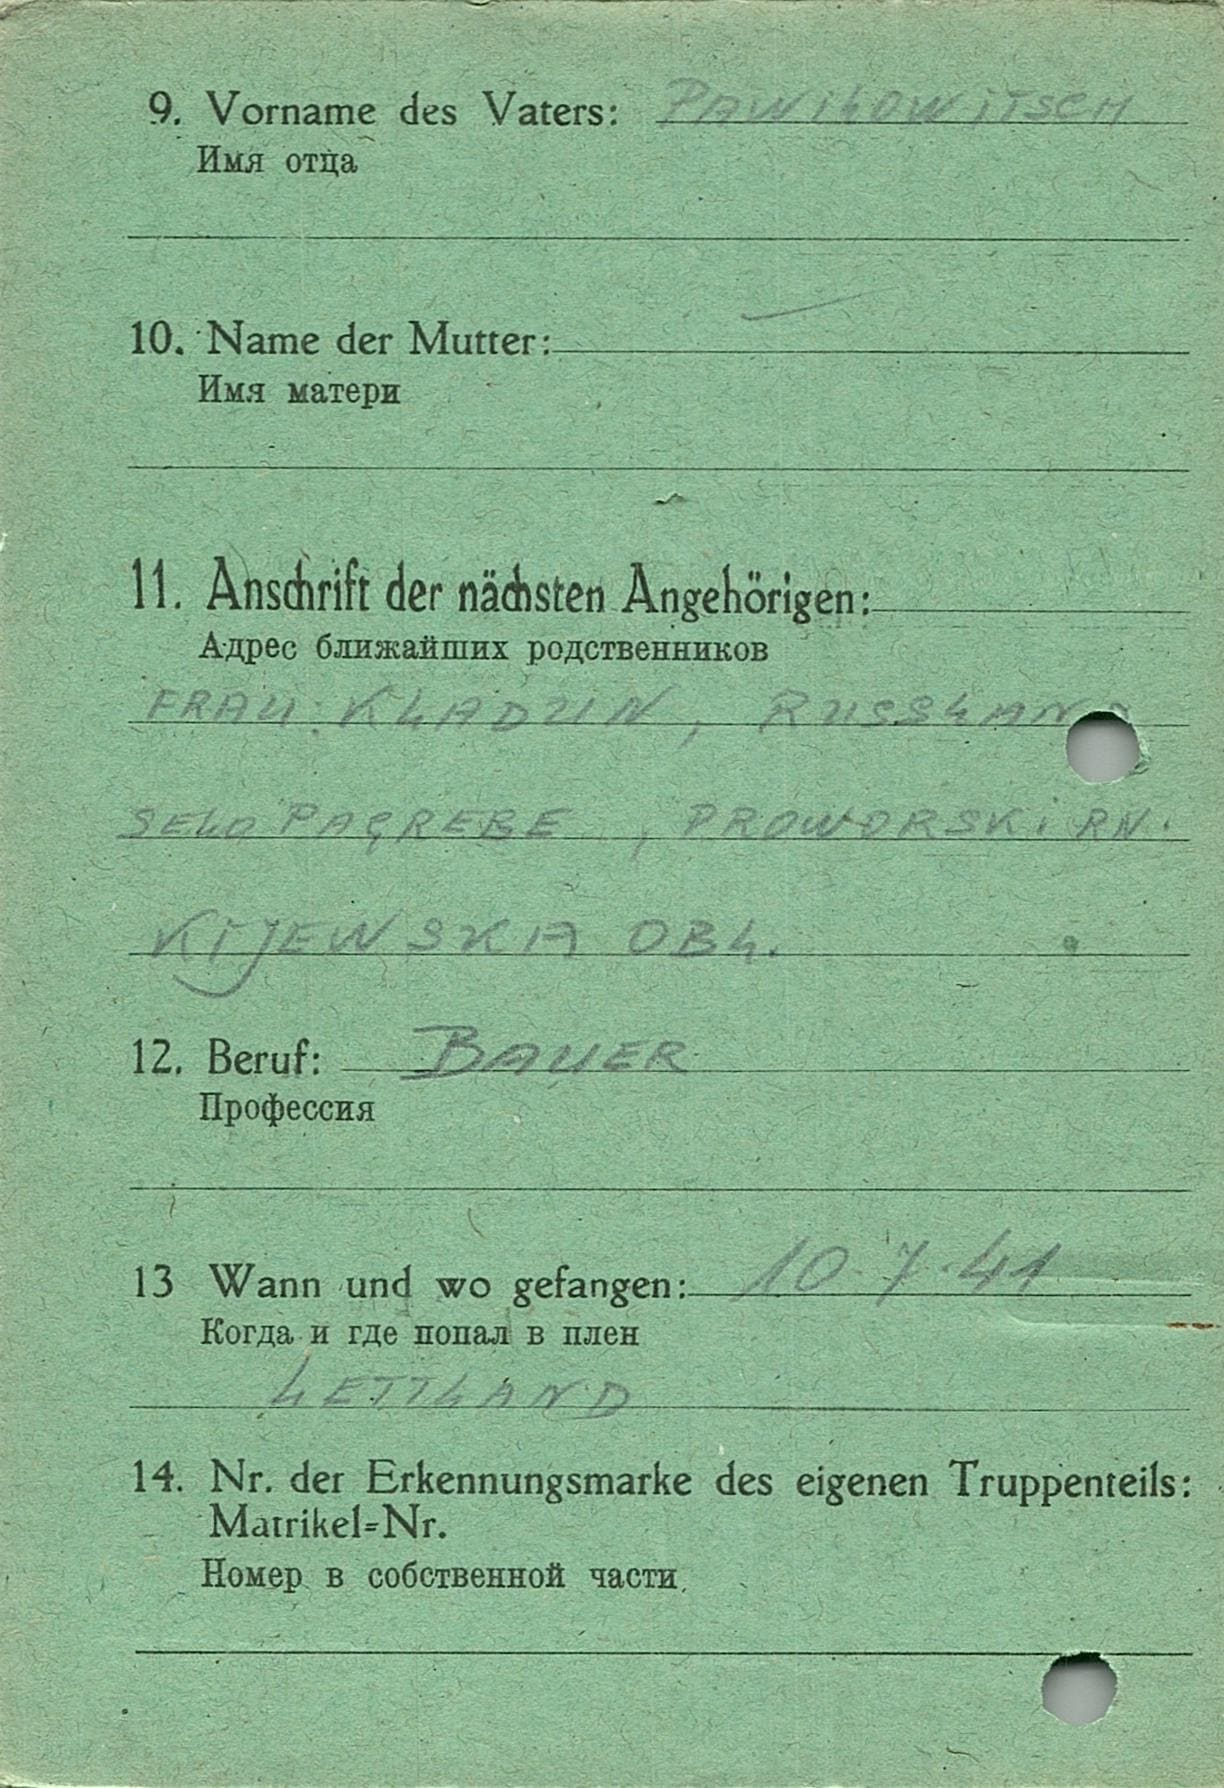 9. Vorname des Vaters: PAWILOWITSCH
Имя отца
10. Name der Mutter: —
Имя матери
11. Anschrift der nächsten Angehörigen:
Адрес ближайших родственников
FRAU: KLADUN, RUSSLAND
SELO PAGREBE, PROWORSKI RN.
KIJEWSKA OBL.
12. Beruf: BAUER
Профессия
13 Wann und wo gefangen: 10.7.41
Когда и где попал в плен
LETTLAND
14. Nr. der Erkennungsmarke des eigenen Truppenteils:
Matrikel=Nr.
Номер в собственной части